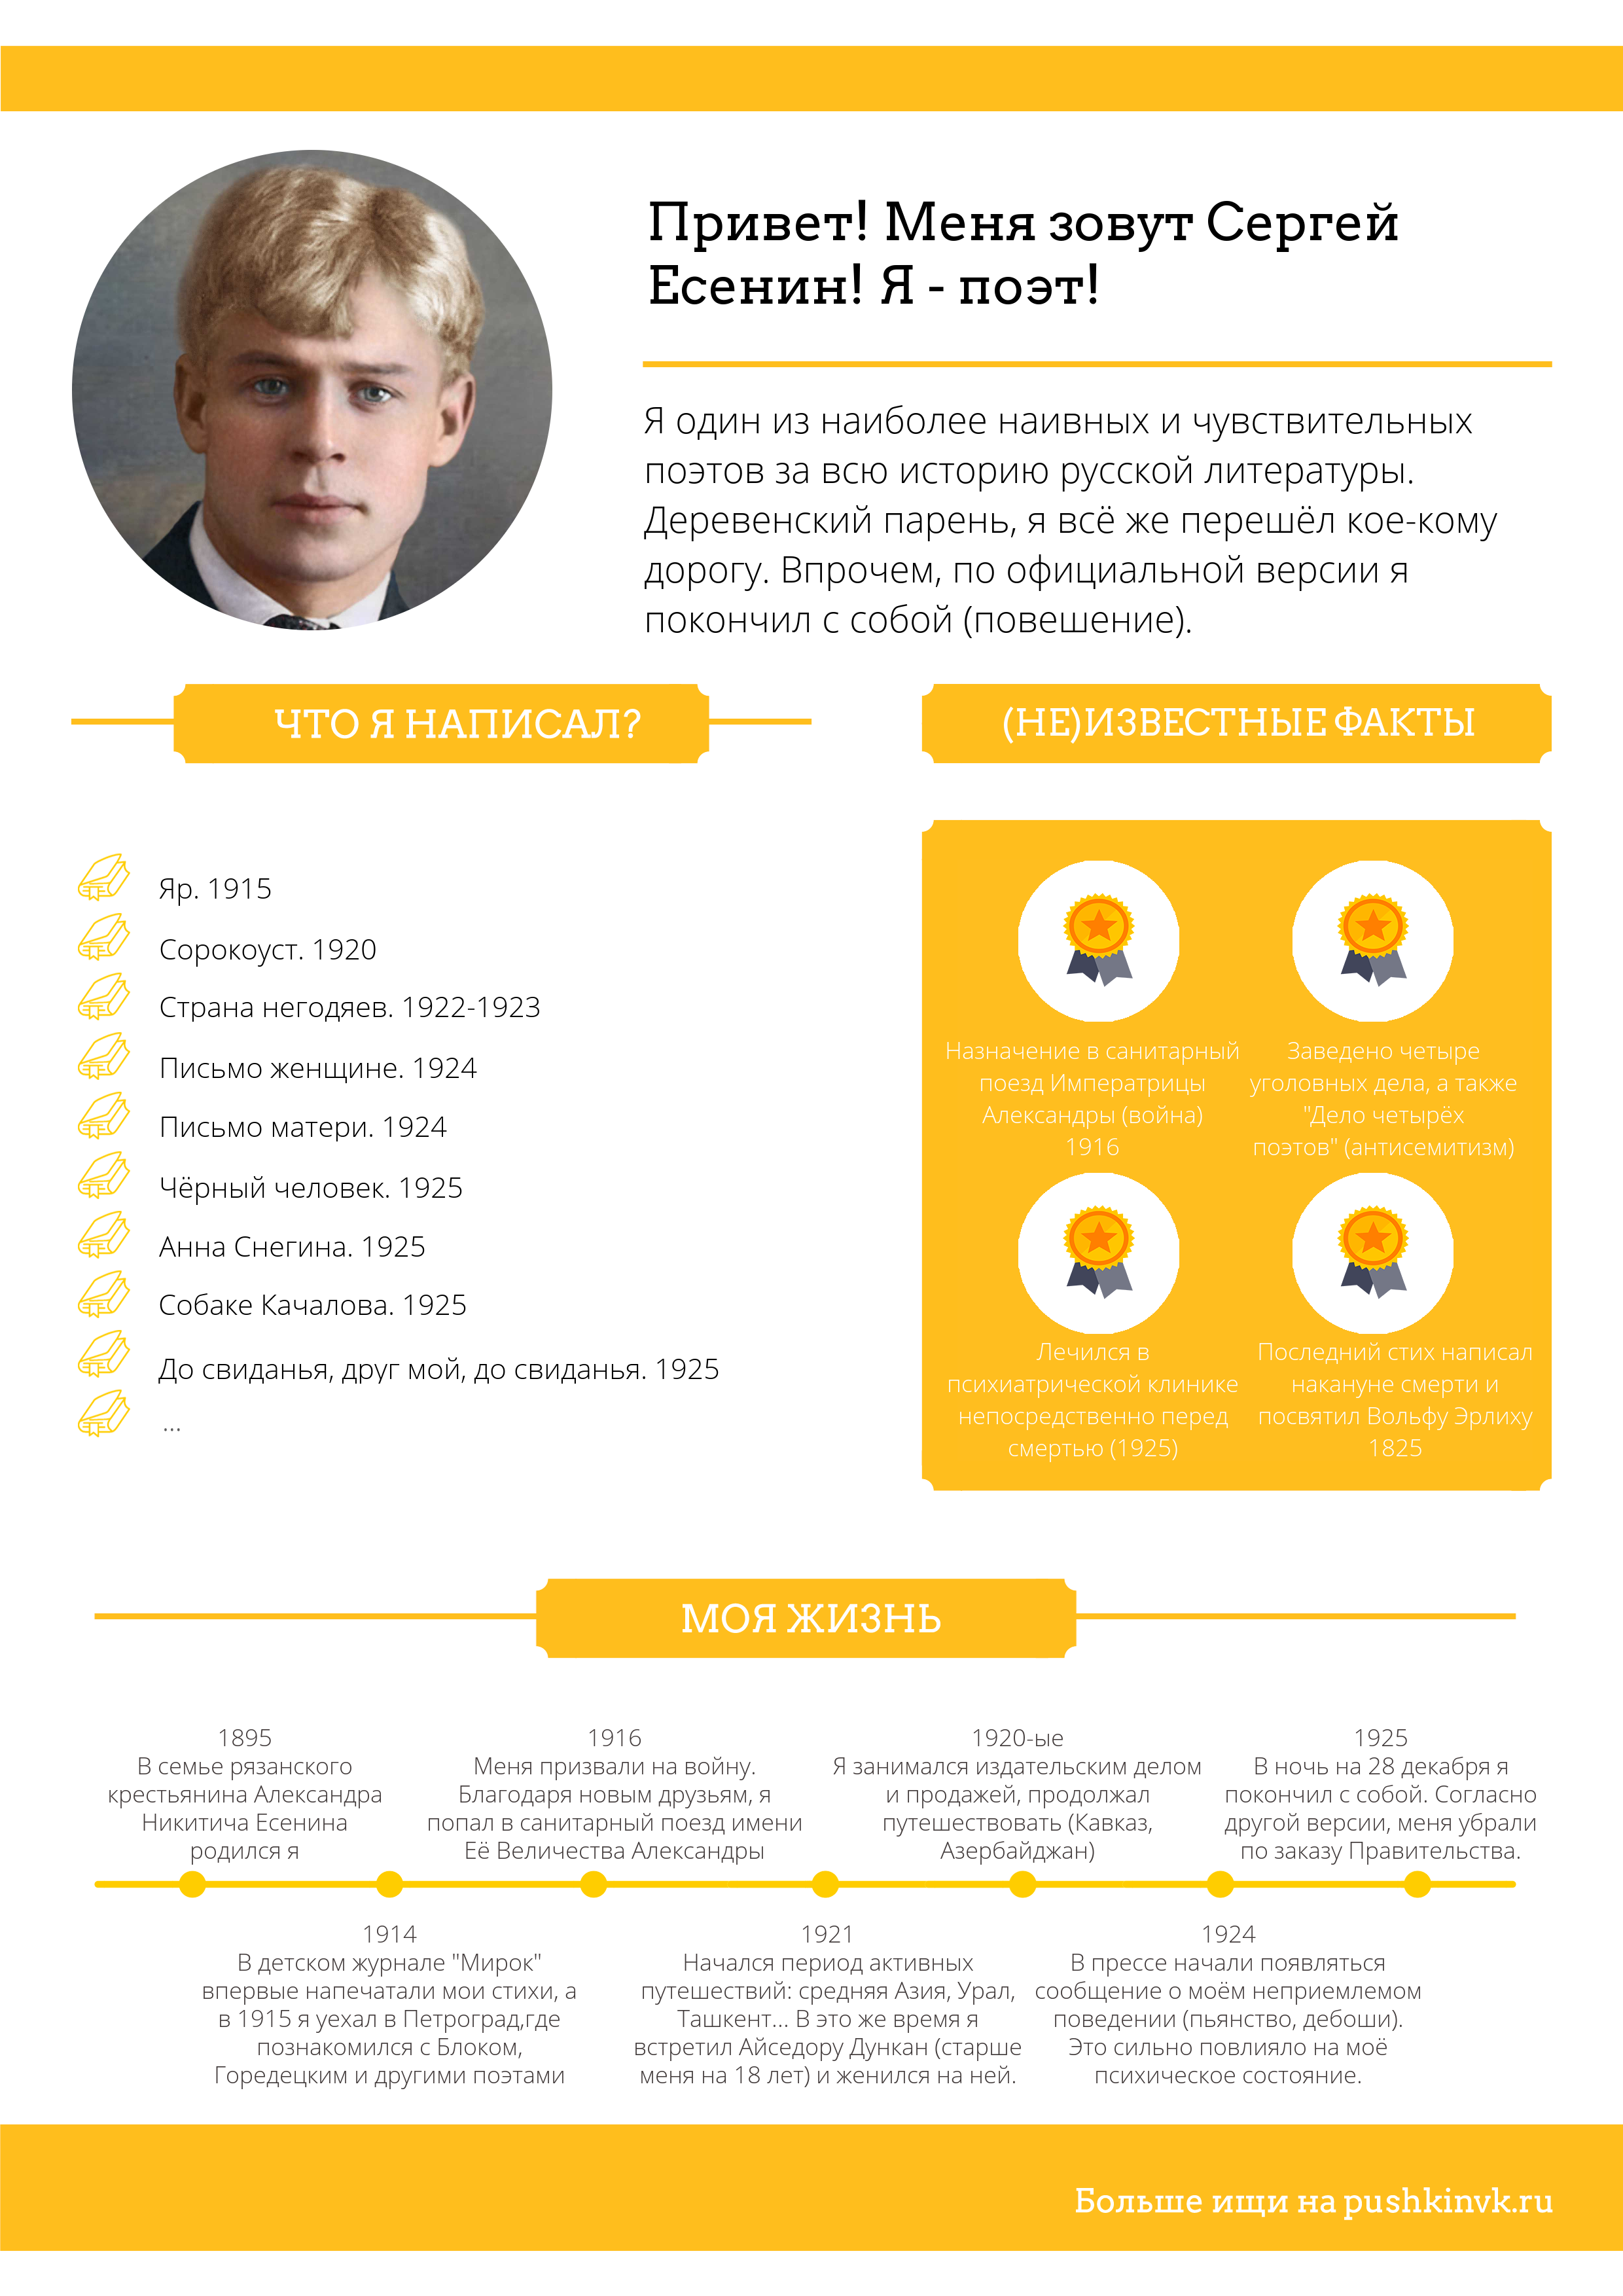 Привет! Меня зовут Сергей
Есенин! Я - поэт!
Я один из наиболее наивных и чувствительных
поэтов за всю историю русской литературы.
Деревенский парень, я всё же перешёл кое-кому
дорогу. Впрочем, по официальной версии я
покончил с собой (повешение).
ЧТО Я НАПИСАЛ?
Яр. 1915
Сорокоуст. 1920
Страна негодяев. 1922-1923
Письмо женщине. 1924
Письмо матери. 1924
Чёрный человек. 1925
Анна Снегина. 1925
Собаке Качалова. 1925
До свиданья, друг мой, до свиданья. 1925
...
(НЕ)ИЗВЕСТНЫЕ ФАКТЫ
Назначение в санитарный
поезд Императрицы
Александры (война)
1916
Заведено четыре
уголовных дела, а также
"Дело четырёх
поэтов" (антисемитизм)
Лечился в
психиатрической клинике
непосредственно перед
смертью (1925)
Последний стих написал
накануне смерти и
посвятил Вольфу Эрлиху
1825
МОЯ ЖИЗНЬ
1895
В семье рязанского
крестьянина Александра
Никитича Есенина
родился я
1914
В детском журнале "Мирок"
впервые напечатали мои стихи, а
в 1915 я уехал в Петроград,где
познакомился с Блоком,
Горедецким и другими поэтами
1916
Меня призвали на войну.
Благодаря новым друзьям, я
попал в санитарный поезд имени
Её Величества Александры
1921
Начался период активных
путешествий: средняя Азия, Урал,
Ташкент... В это же время я
встретил Айседору Дункан (старше
меня на 18 лет) и женился на ней.
1920-ые
Я занимался издательским делом
и продажей, продолжал
путешествовать (Кавказ,
Азербайджан)
1924
В прессе начали появляться
сообщение о моём неприемлемом
поведении (пьянство, дебоши).
Это сильно повлияло на моё
психическое состояние.
1925
В ночь на 28 декабря я
покончил с собой. Согласно
другой версии, меня убрали
по заказу Правительства.
Больше ищи на pushkinvk.ru